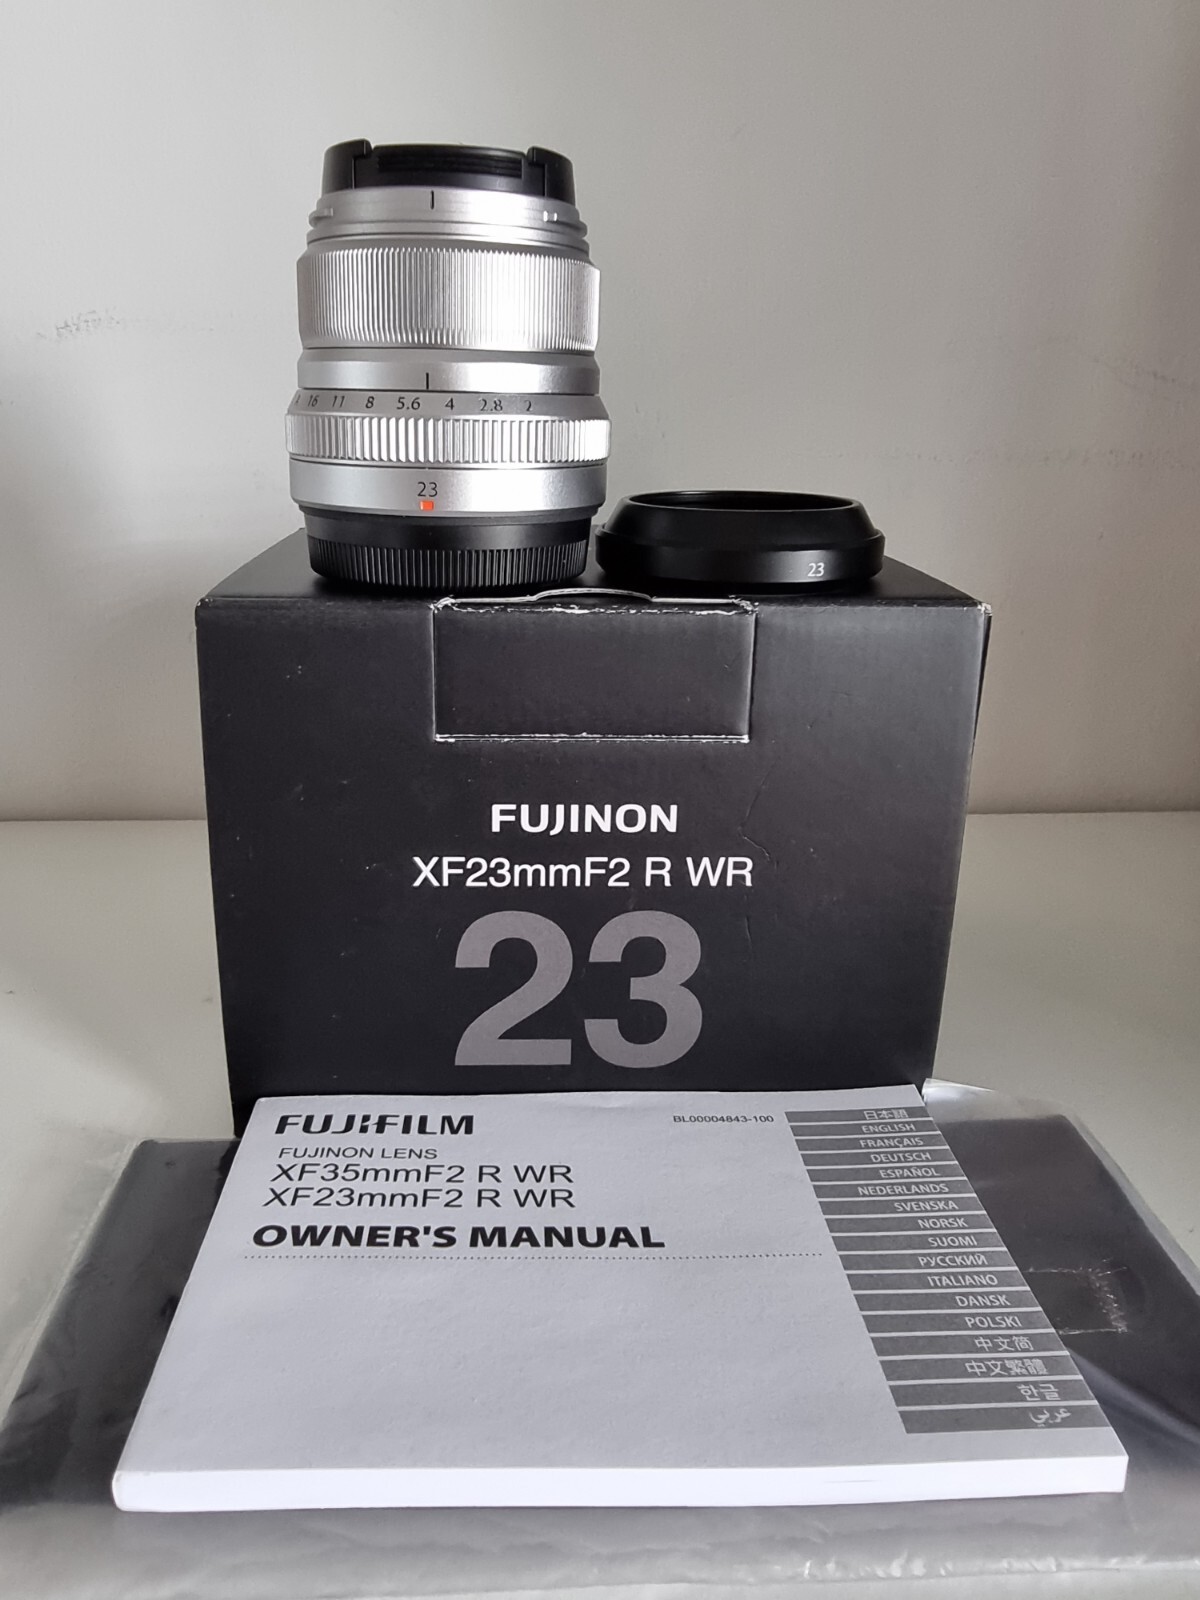 A 16 11 8 5.6 4 2.8 2
23
23
FUJINON
XF23mmF2 R WR
23
FUJIFILM
BL00004843-100
FUJINON LENS
XF35mmF2 R WR
XF23mmF2 R WR
OWNER'S MANUAL
日本語
ENGLISH
FRANÇAIS
DEUTSCH
ESPAÑOL
NEDERLANDS
SVENSKA
NORSK
SUOMI
РУССКИЙ
ITALIANO
DANSK
POLSKI
中文简
中文繁體
한글
عربي